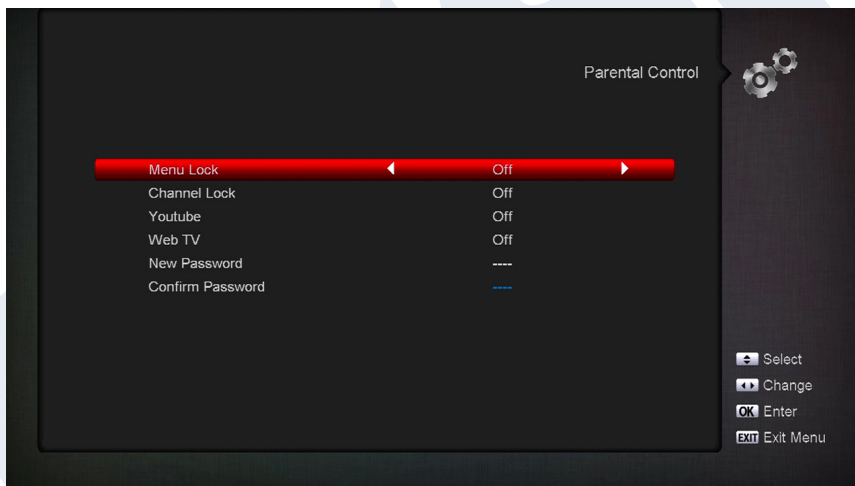 Parental Control
Menu Lock Off
Channel Lock Off
Youtube Off
Web TV Off
New Password ----
Confirm Password ----
Select
Change
OK Enter
EXIT Exit Menu